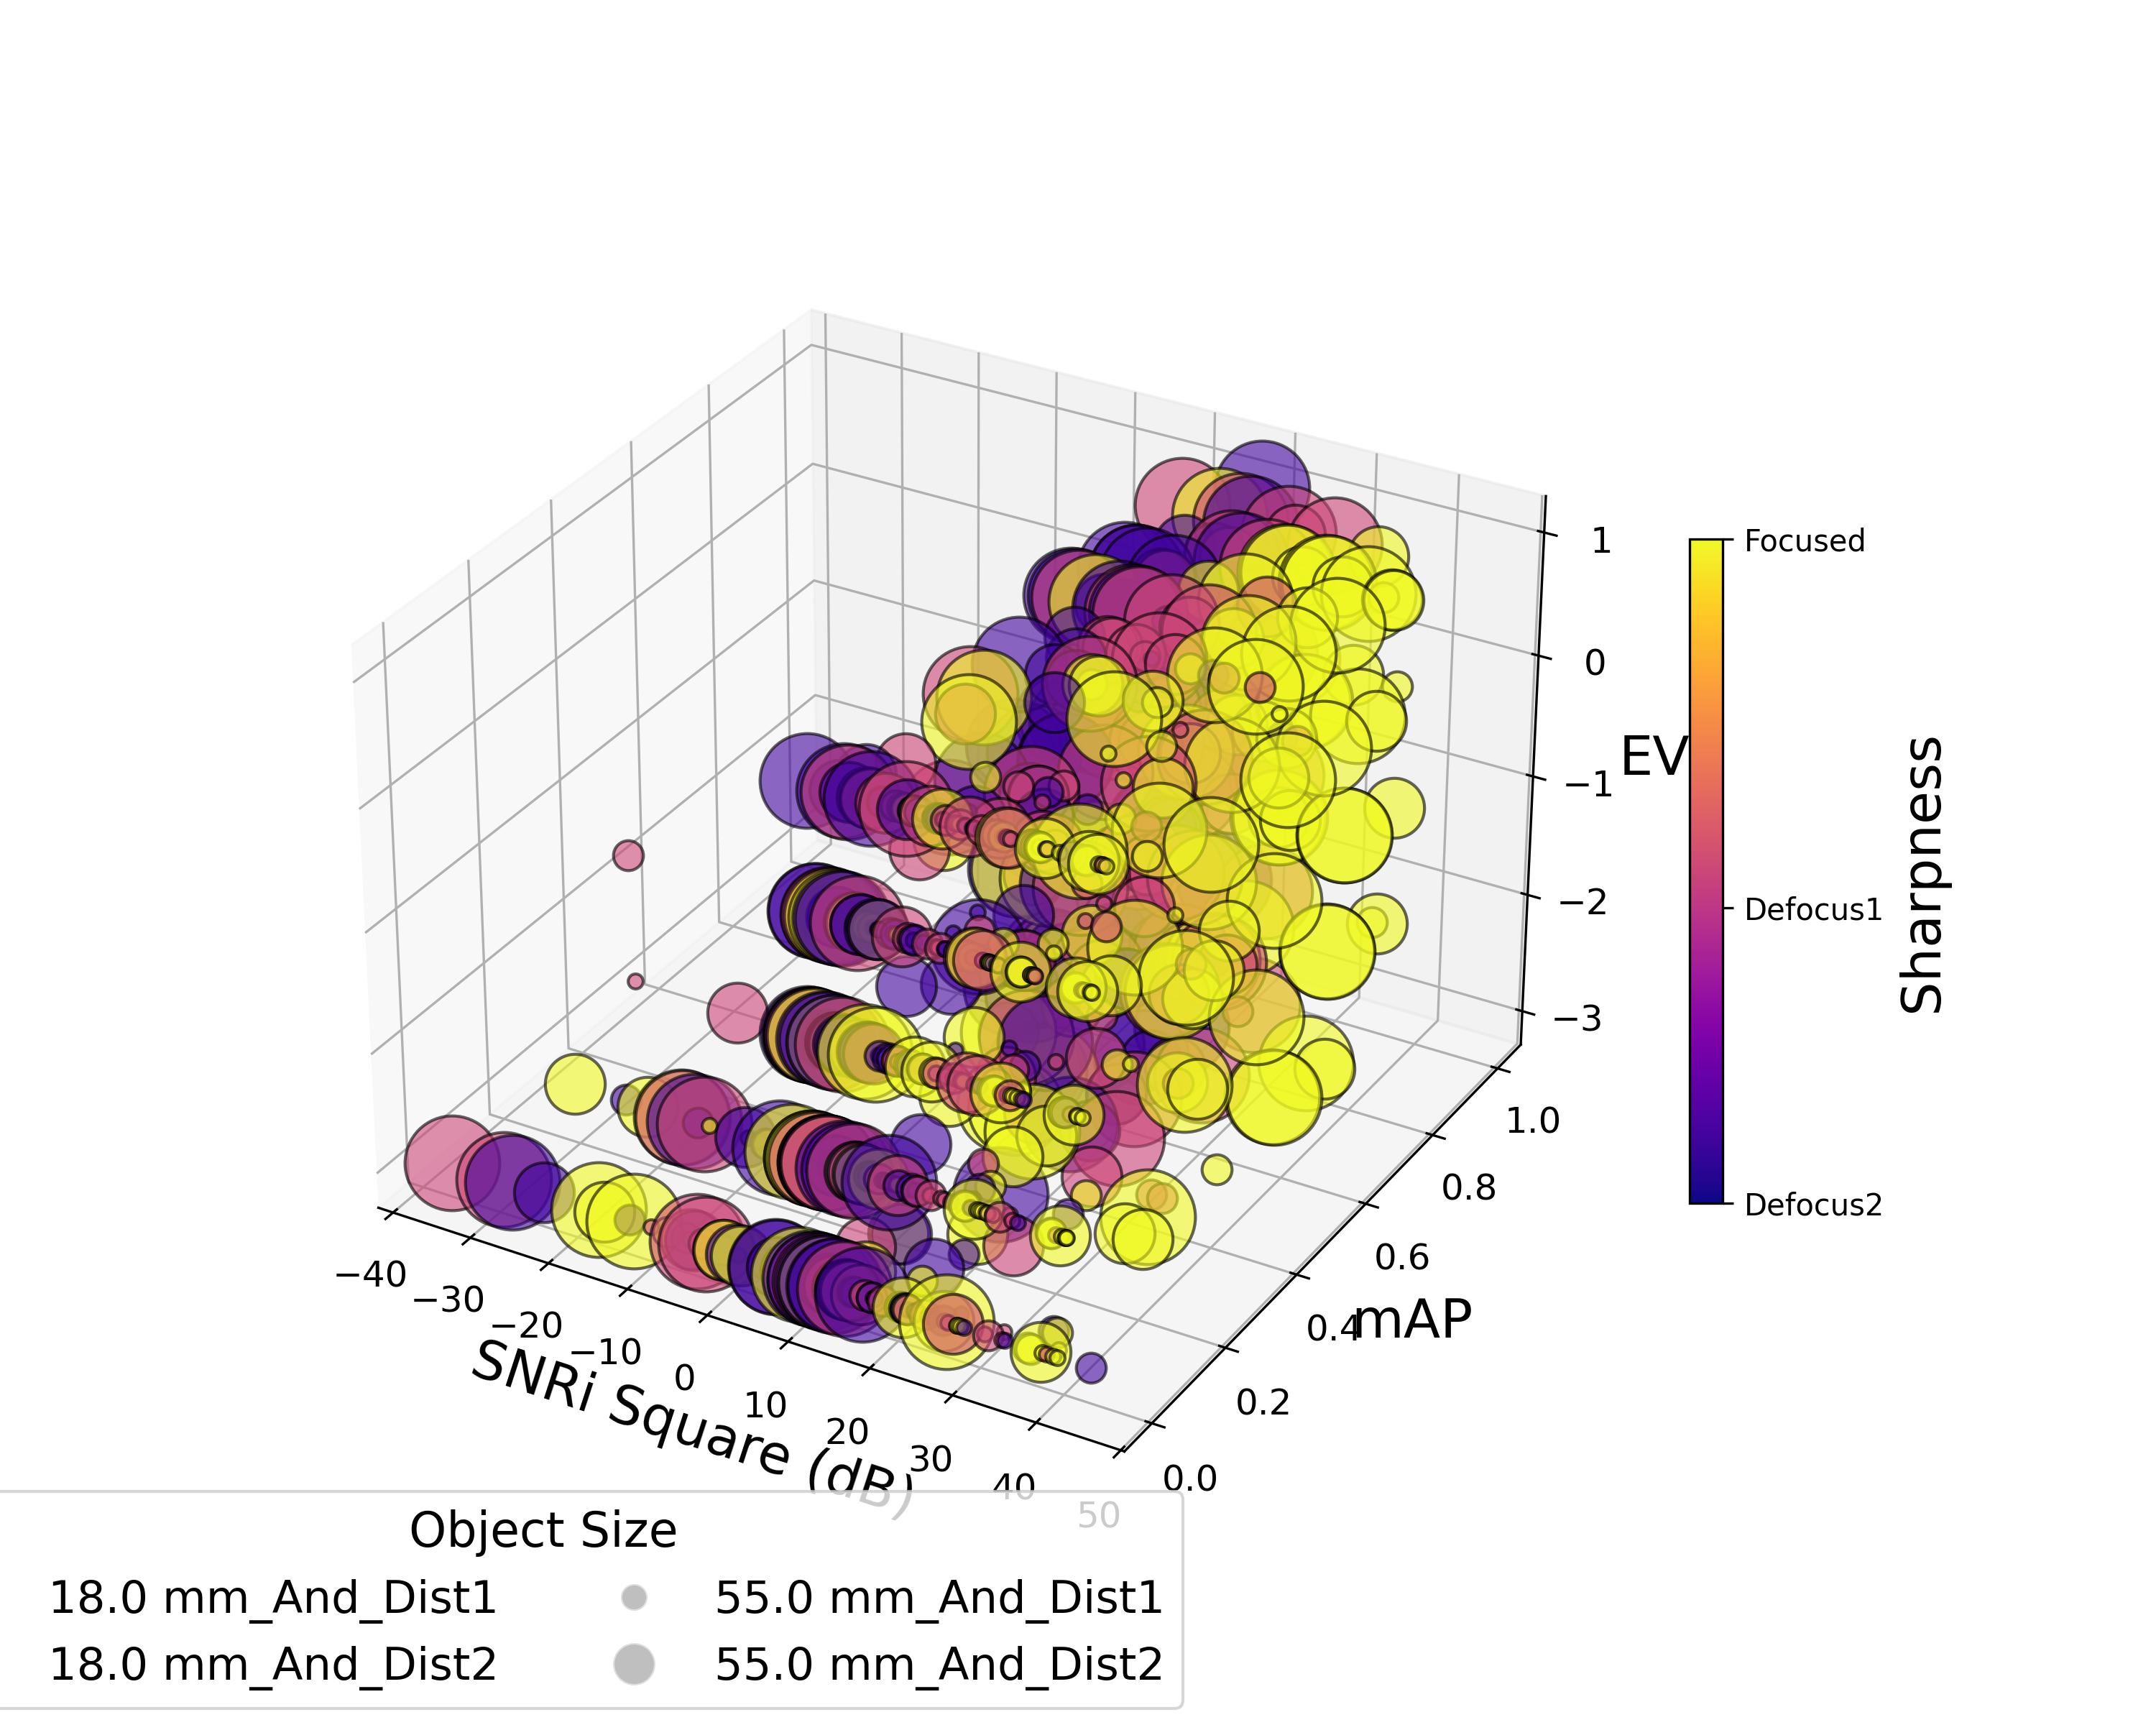 1
0
−1
−2
−3
EV
Focused
Defocus1
Defocus2
Sharpness
1.0
0.8
0.6
0.4
0.2
0.0
mAP
−40
−30
−20
−10
0
10
20
30
40
50
SNRi Square (dB)
Object Size
18.0 mm_And_Dist1 55.0 mm_And_Dist1
18.0 mm_And_Dist2 55.0 mm_And_Dist2